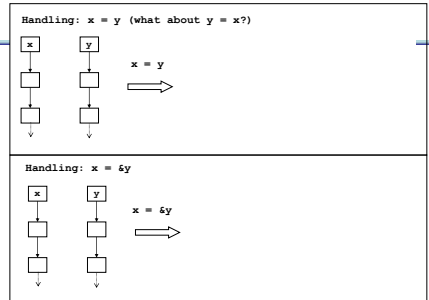 Handling: x = y (what about y = x?)
x y
x = y
Handling: x = &y
x y
x = &y